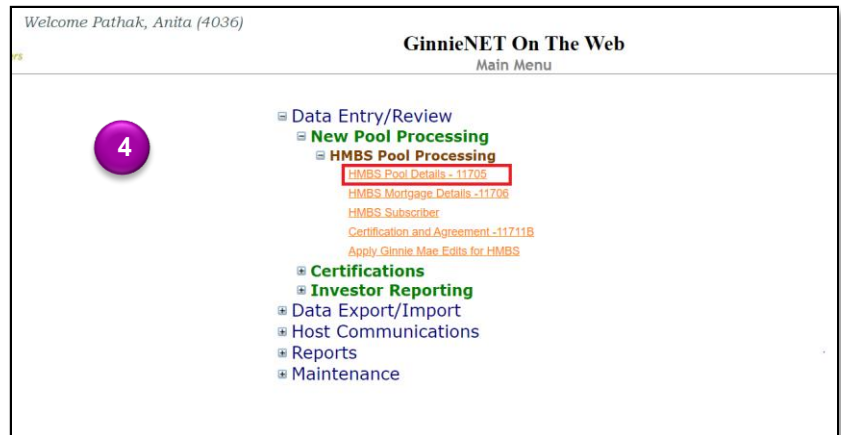 Welcome Pathak, Anita (4036)
GinnieNET On The Web
rs
Main Menu
4
Data Entry/Review
New Pool Processing
HMBS Pool Processing
HMBS Pool Details - 11705
HMBS Mortgage Details -11706
HMBS Subscriber
Certification and Agreement -11711B
Apply Ginnie Mae Edits for HMBS
Certifications
Investor Reporting
Data Export/Import
Host Communications
Reports
Maintenance